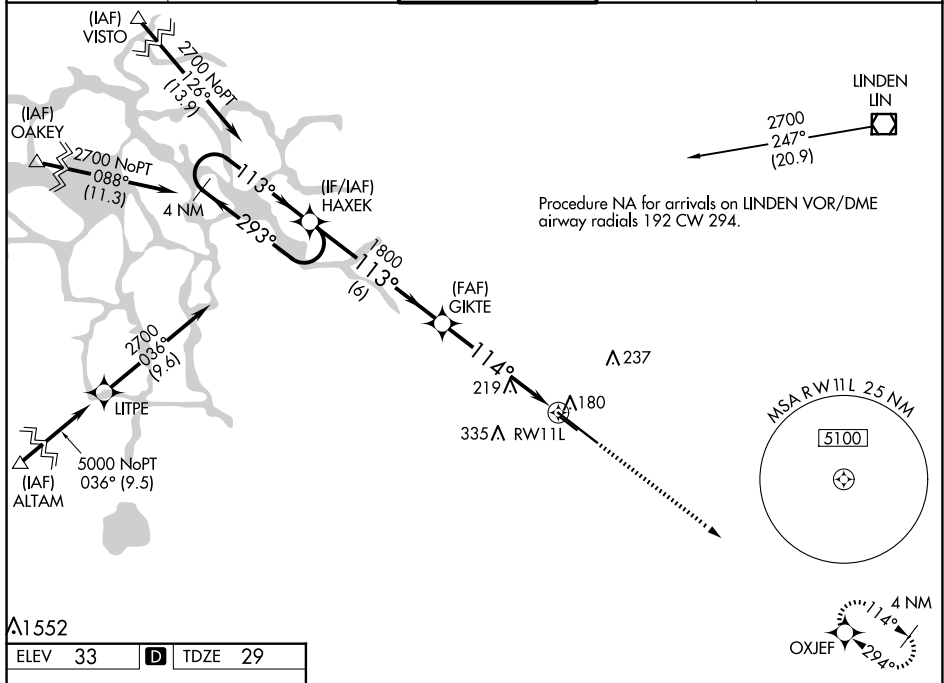 (IAF)
VISTO
2700 NoPT
126°
(13.9)
(IAF)
OAKEY
2700 NoPT
088°
(11.3)
4 NM
113°
293°
(IF/IAF)
HAXEK
1800
113°
(6)
(FAF)
GIKTE
114°
LINDEN
LIN
2700
247°
(20.9)
Procedure NA for arrivals on LINDEN VOR/DME
airway radials 192 CW 294.
2700
036°
(9.6)
LITPE
5000 NoPT
036° (9.5)
(IAF)
ALTAM
237
219
180
335
RW11L
MSA RW11L 25 NM
5100
1552
4 NM
114°
294°
OXJEF
ELEV 33 D TDZE 29